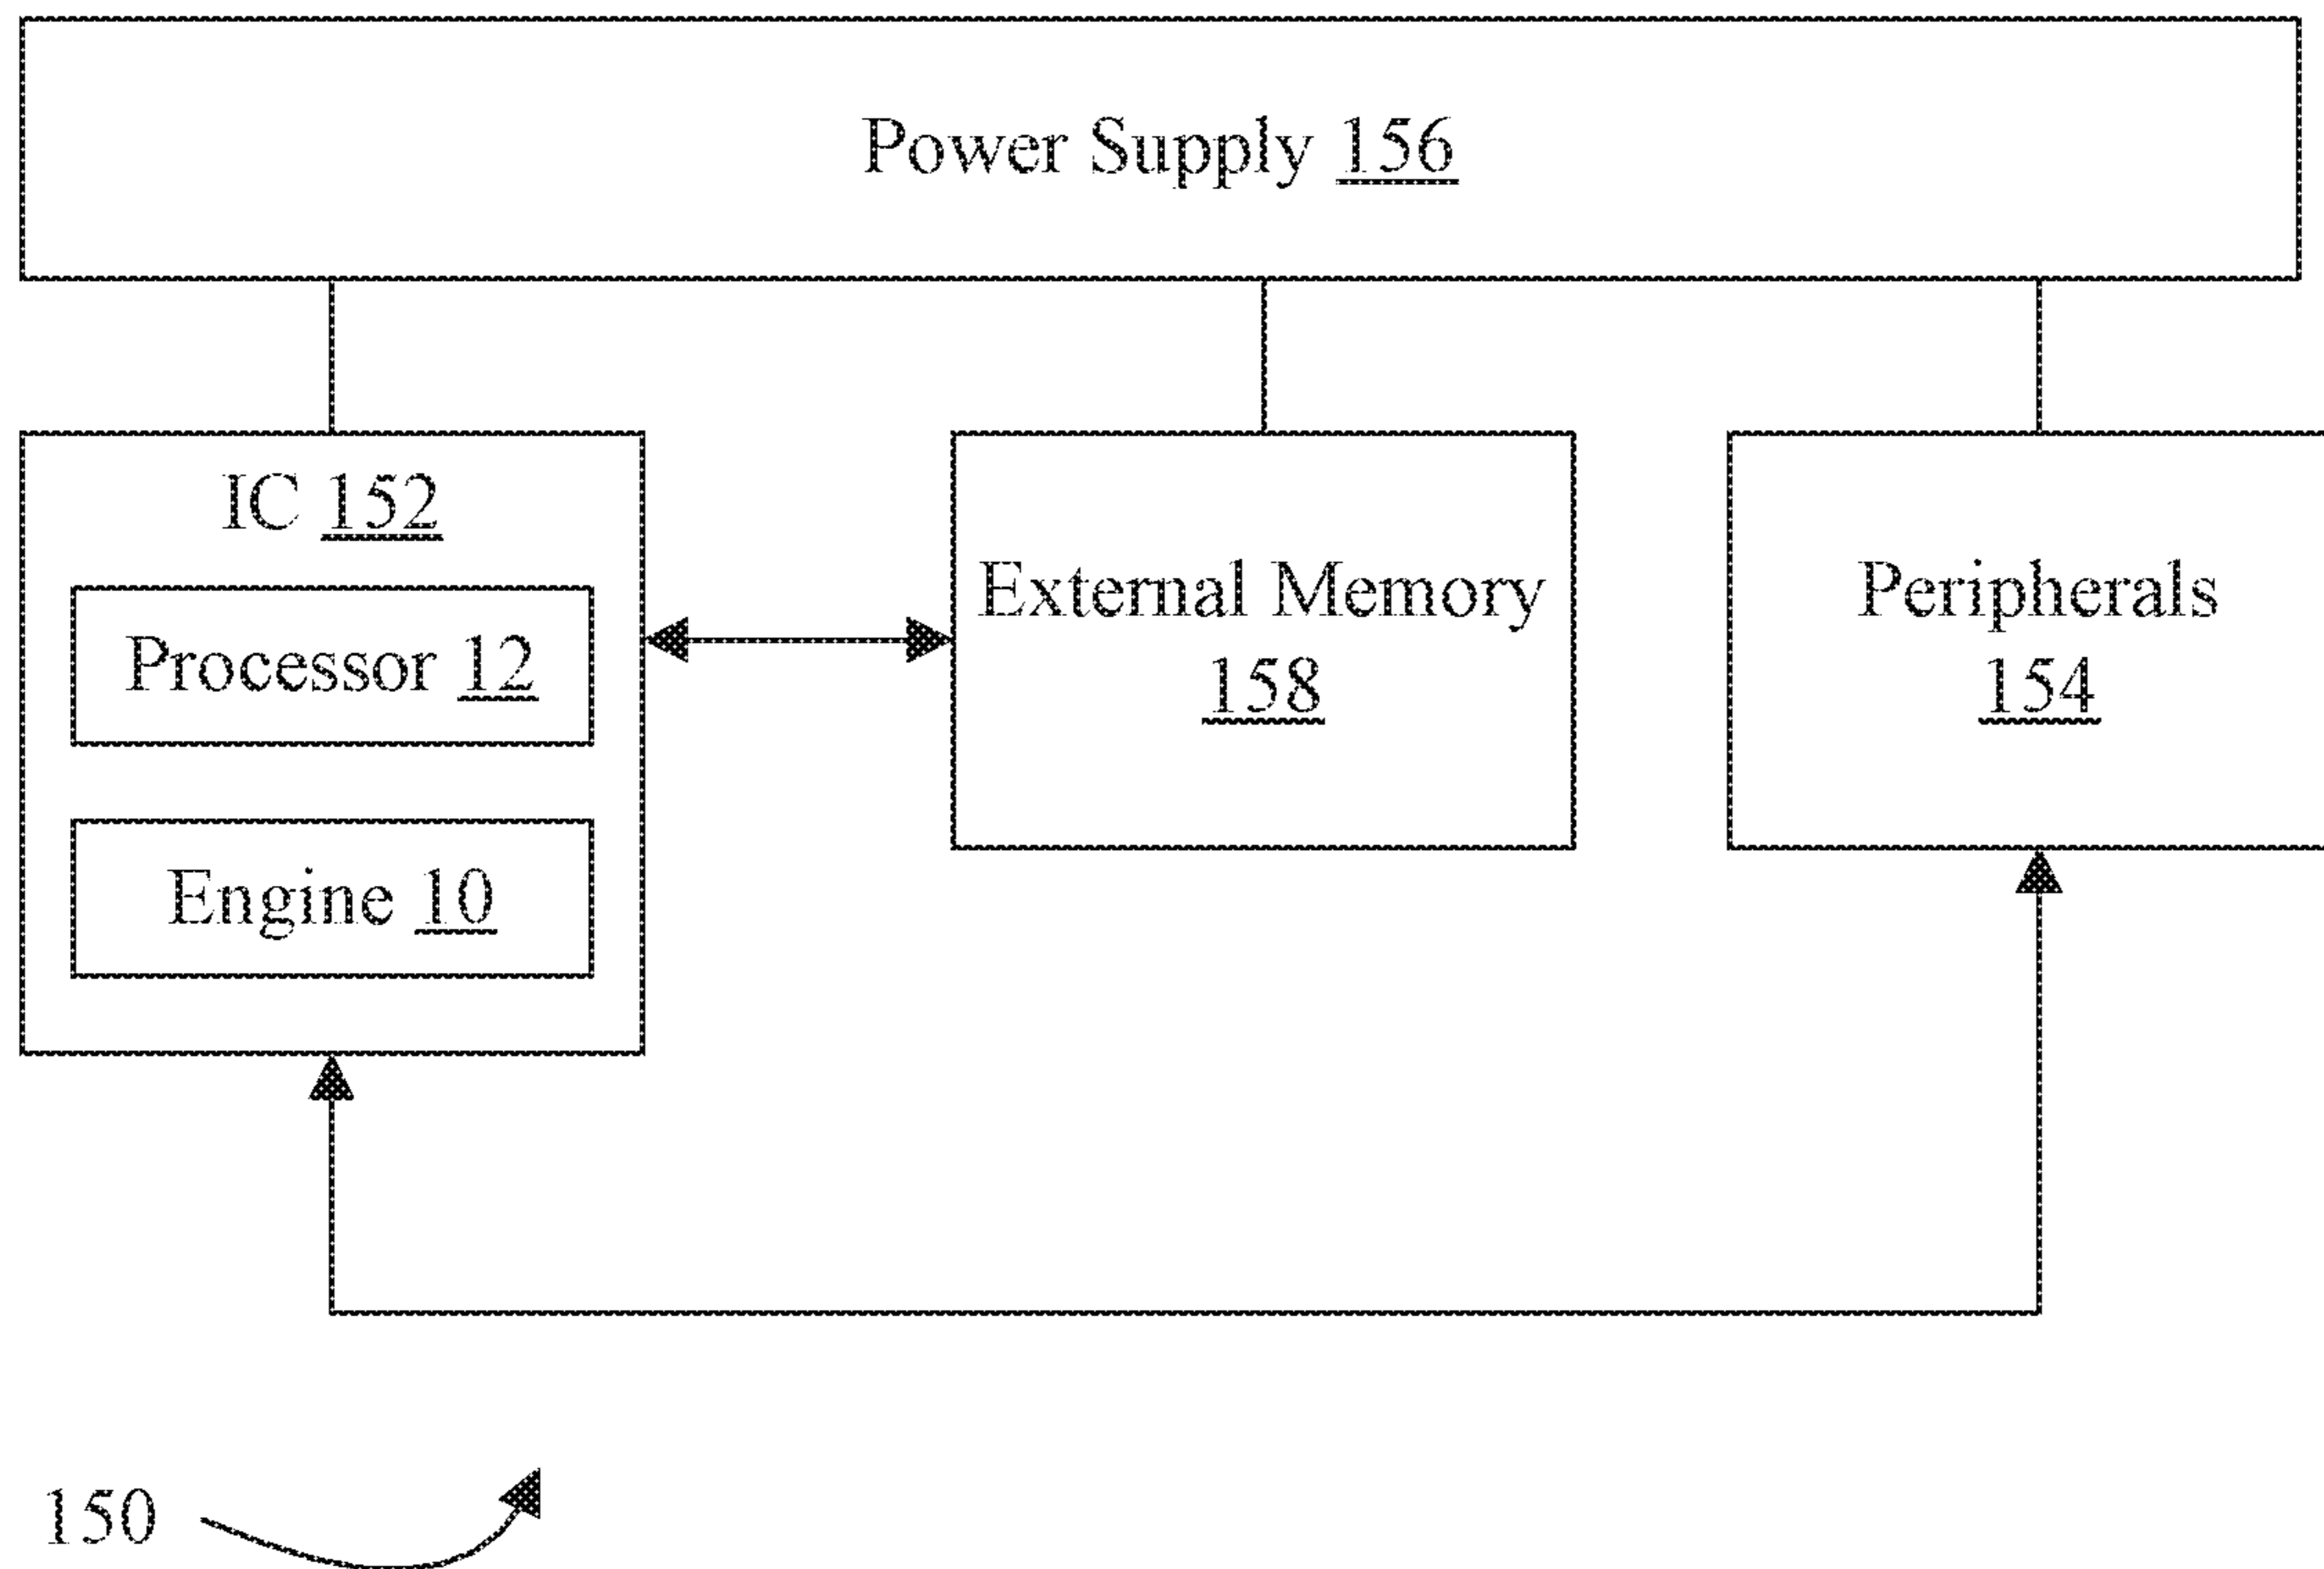 Power Supply 156
IC 152
Processor 12
Engine 10
External Memory
158
Peripherals
154
150